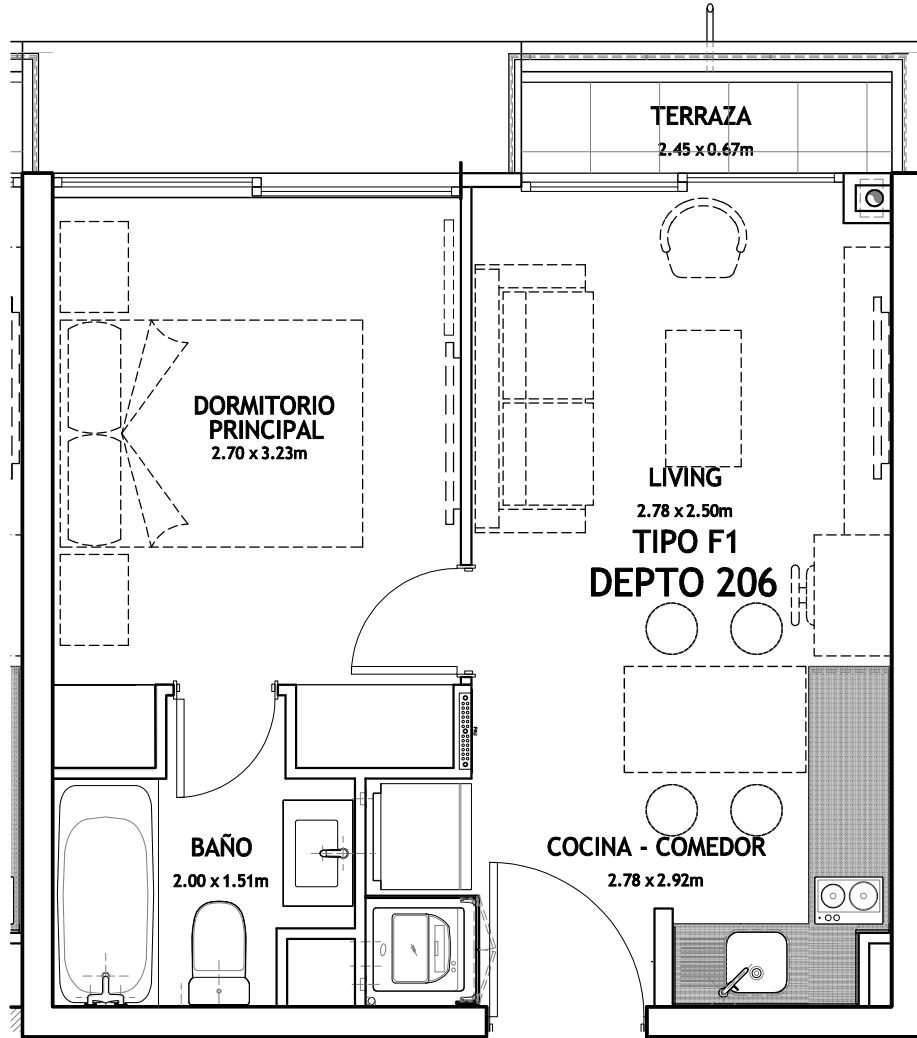 TERRAZA
2.45 x 0.67m
DORMITORIO
PRINCIPAL
2.70 x 3.23m
LIVING
2.78 x 2.50m
TIPO F1
DEPTO 206
BAÑO
2.00 x 1.51m
COCINA - COMEDOR
2.78 x 2.92m